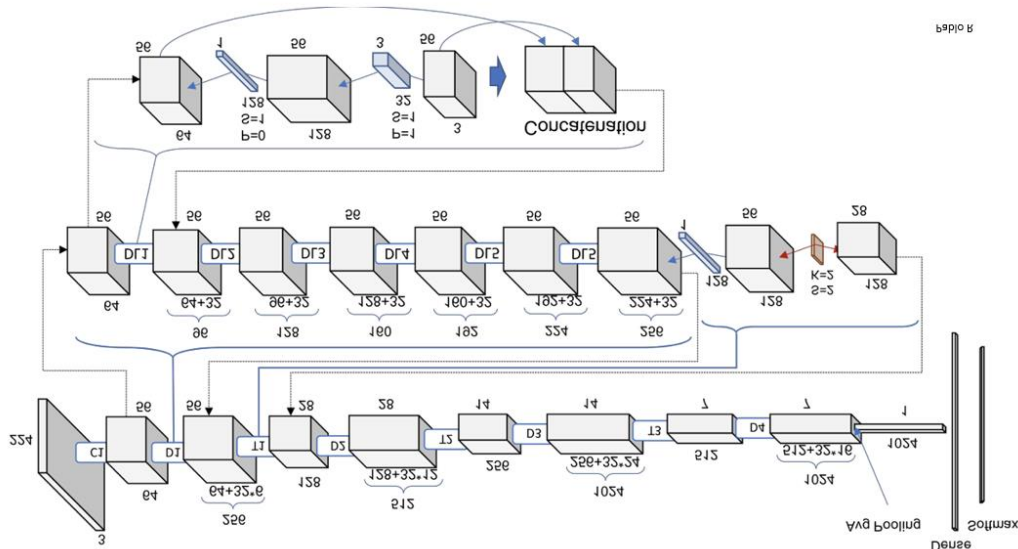 Pablo R
56
1
56
3
56
128
S=1
P=0
32
S=1
P=1
64
128
3
Concatenation
56
56
56
56
56
56
56
1
56
28
DL1
DL2
DL3
DL4
DL5
DL5
64
64+32
96+32
128+32
160+32
192+32
224+32
128
128
K=2
S=2
128
96
128
160
192
224
256
224
56
56
28
28
14
14
7
7
1
C1
D1
T1
D2
T2
D3
T3
D4
3
64
64+32*6
128
128+32*12
256
256+32*24
512
512+32*16
1024
256
512
1024
1024
Avg Pooling
Dense
Softmax